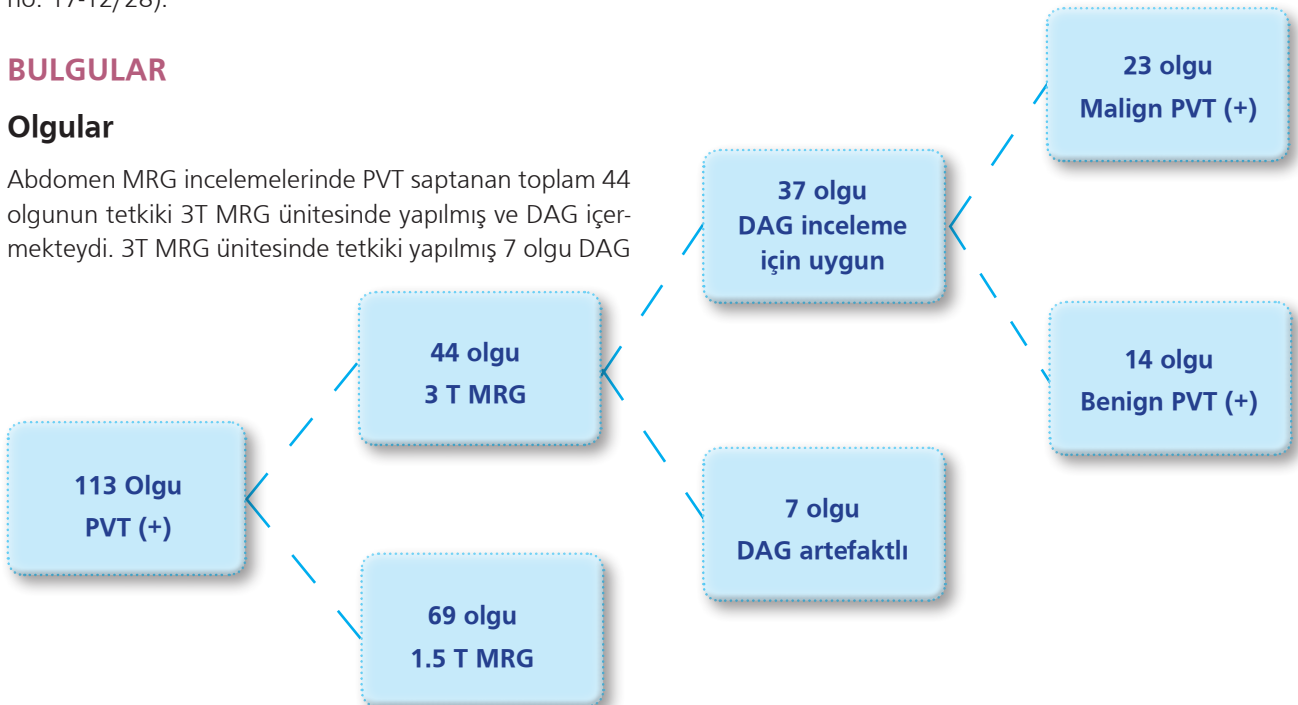 no: 17-12/28).
BULGULAR
Olgular
Abdomen MRG incelemelerinde PVT saptanan toplam 44
olgunun tetkiki 3T MRG ünitesinde yapılmış ve DAG içer-
mekteydi. 3T MRG ünitesinde tetkiki yapılmış 7 olgu DAG
113 Olgu
PVT (+)
44 olgu
3 T MRG
69 olgu
1.5 T MRG
37 olgu
DAG inceleme
için uygun
7 olgu
DAG artefaktlı
23 olgu
Malign PVT (+)
14 olgu
Benign PVT (+)